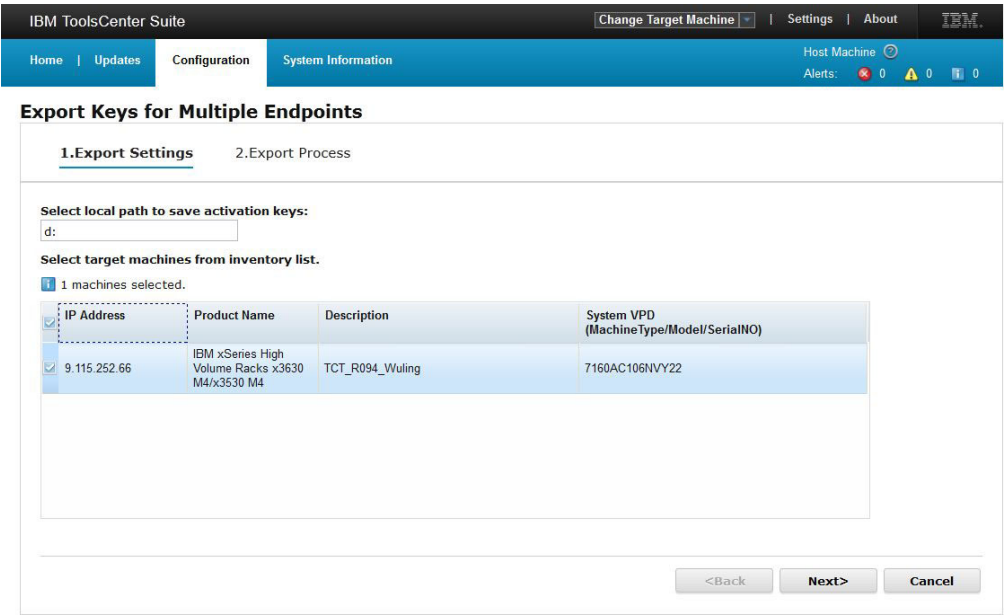 IBM ToolsCenter Suite
Change Target Machine | Settings | About IBM.
Home | Updates Configuration System Information
Host Machine ?
Alerts: 0 0 0
Export Keys for Multiple Endpoints
1.Export Settings 2.Export Process
Select local path to save activation keys:
d:
Select target machines from inventory list.
i 1 machines selected.
IP Address Product Name Description System VPD
(MachineType/Model/SerialNO)
IBM xSeries High
9.115.252.66 Volume Racks x3630 TCT_R094_Wuling 7160AC106NVY22
M4/x3530 M4
<Back Next> Cancel